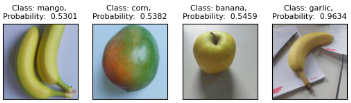 Class: mango,
Probability: 0.5301
Class: corn,
Probability: 0.5382
Class: banana,
Probability: 0.5459
Class: garlic,
Probability: 0.9634